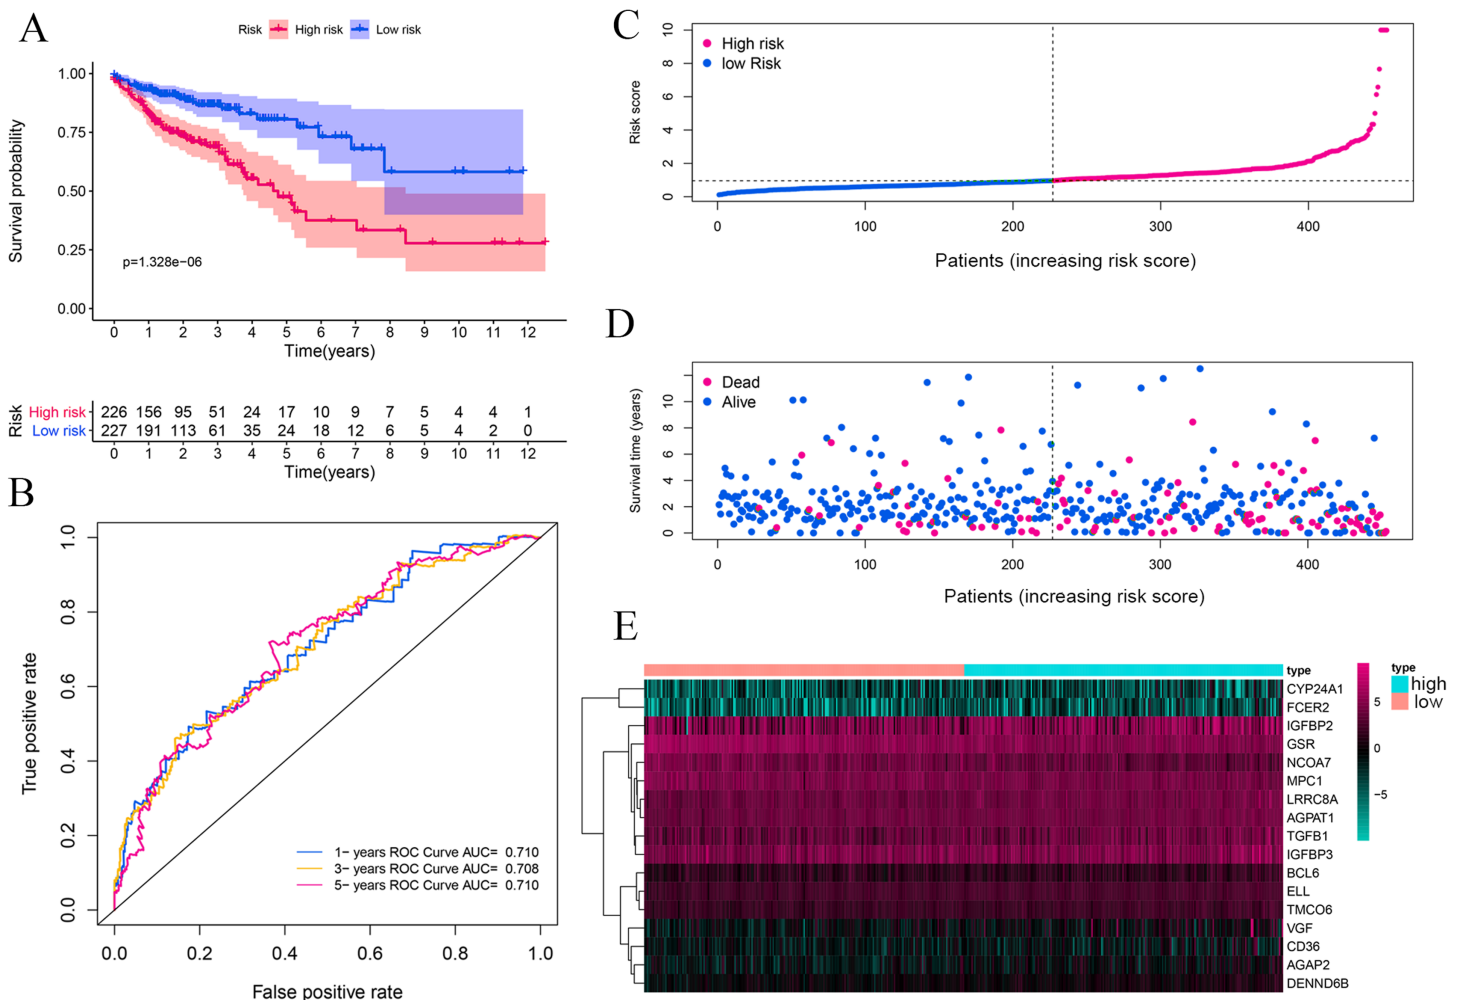 A
Risk High risk Low risk
Survival probability
1.00
0.75
0.50
0.25
0.00
p=1.328e−06
0 1 2 3 4 5 6 7 8 9 10 11 12
Time(years)
Risk
High risk 226 156 95 51 24 17 10 9 7 5 4 4 1
Low risk 227 191 113 61 35 24 18 12 6 5 4 2 0
0 1 2 3 4 5 6 7 8 9 10 11 12
Time(years)
B
True positive rate
1.0
0.8
0.6
0.4
0.2
0.0
1− years ROC Curve AUC= 0.710
3− years ROC Curve AUC= 0.708
5− years ROC Curve AUC= 0.710
0.0 0.2 0.4 0.6 0.8 1.0
False positive rate
C
Risk score
10
8
6
4
2
0
High risk
low Risk
0 100 200 300 400
Patients (increasing risk score)
D
Survival time (years)
10
8
6
4
2
0
Dead
Alive
0 100 200 300 400
Patients (increasing risk score)
E
type
CYP24A1
FCER2
IGFBP2
GSR
NCOA7
MPC1
LRRC8A
AGPAT1
TGFB1
IGFBP3
BCL6
ELL
TMCO6
VGF
CD36
AGAP2
DENND6B
5
0
−5
type
high
low